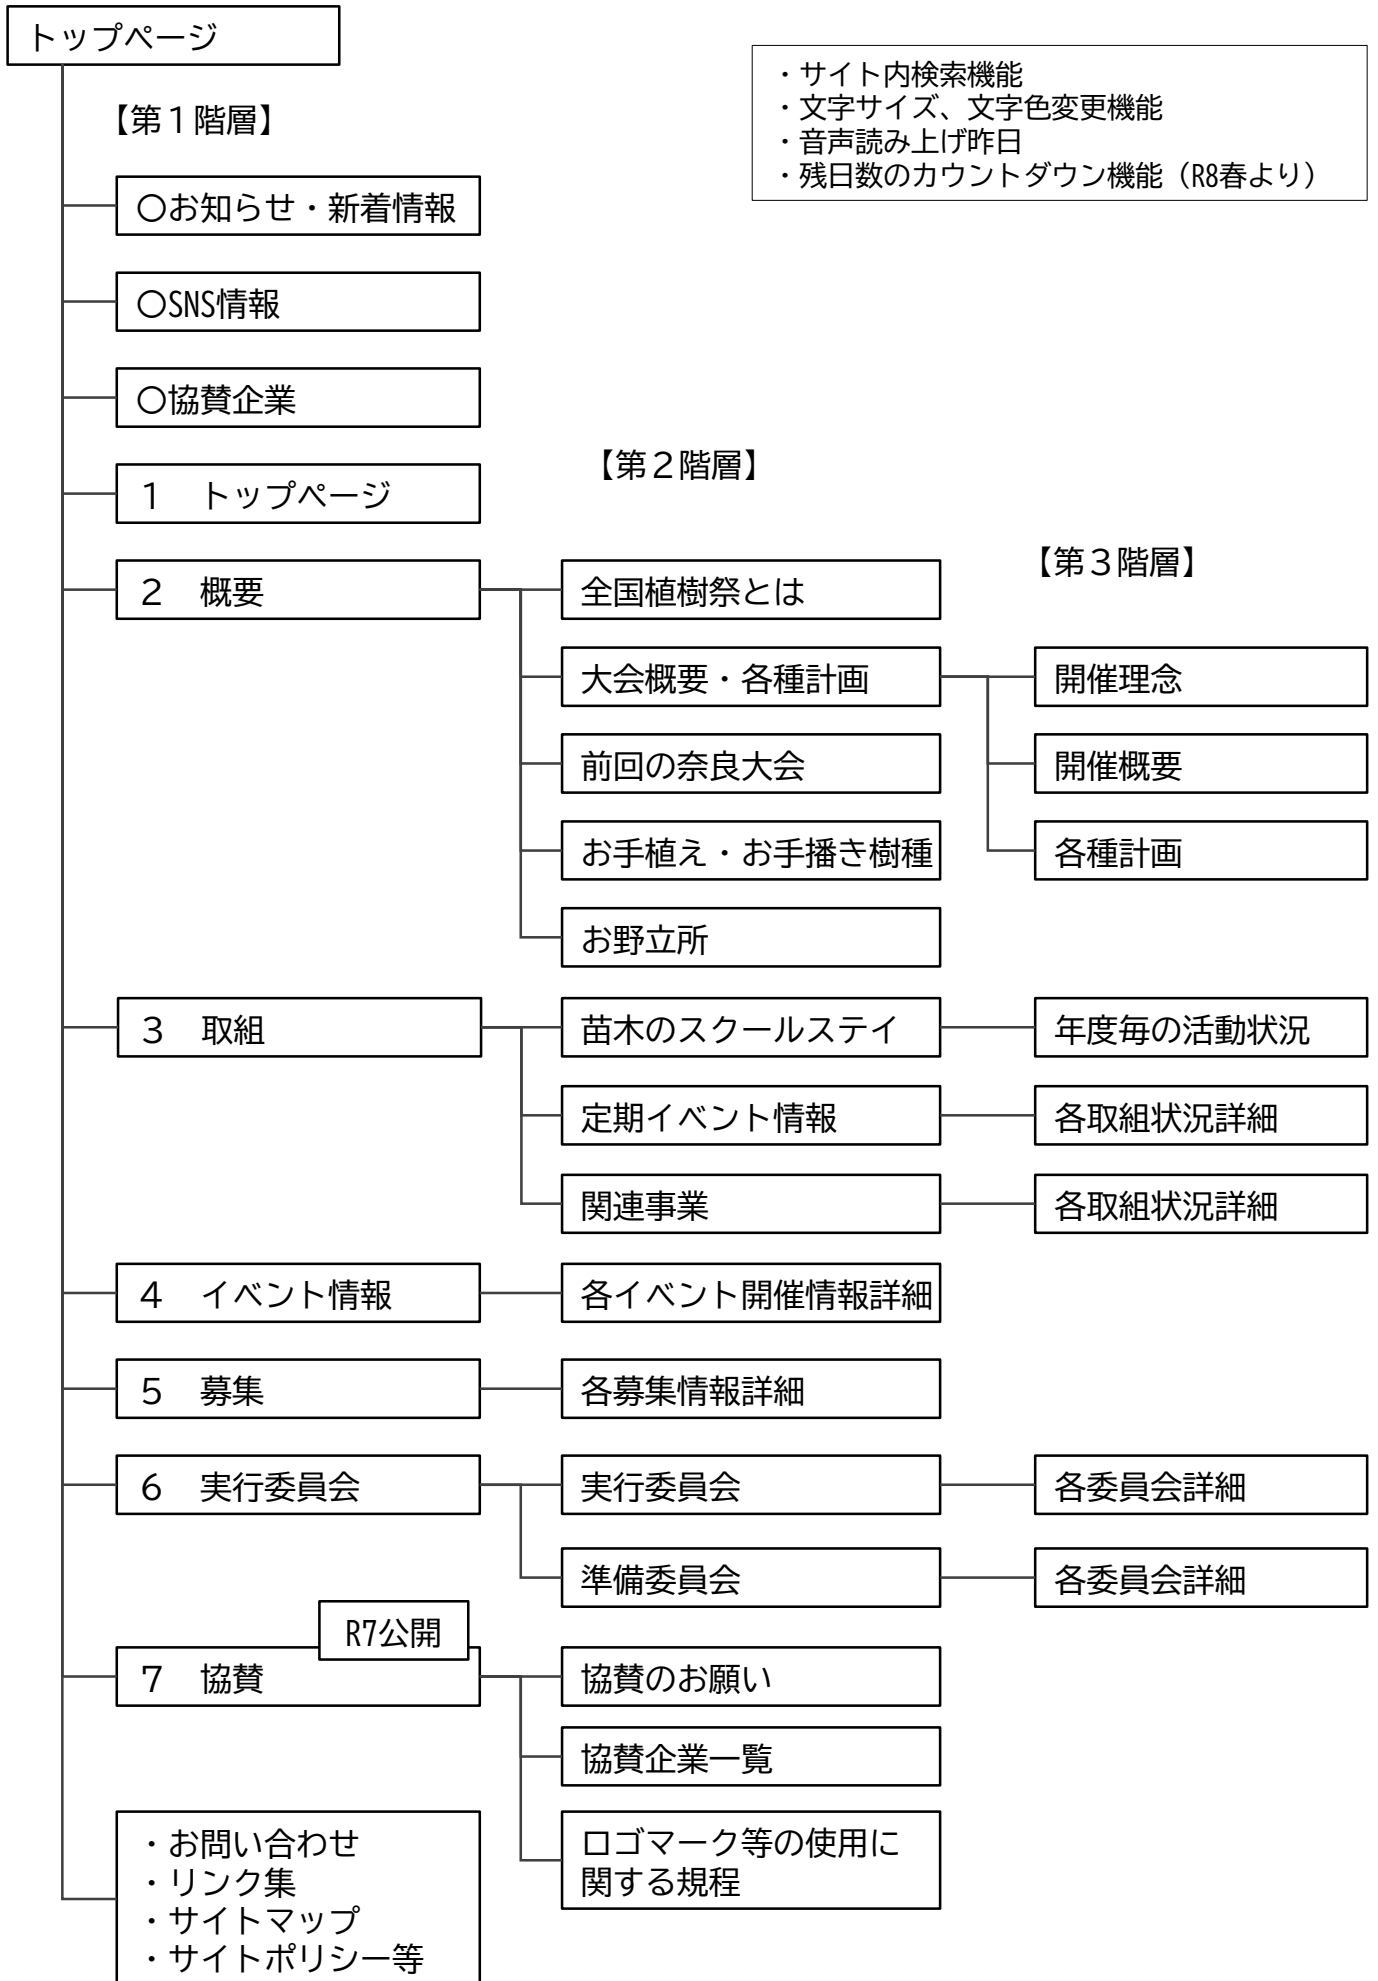 トップページ
・サイト内検索機能
・文字サイズ、文字色変更機能
・音声読み上げ昨日
・残日数のカウントダウン機能（R8春より）
【第１階層】
〇お知らせ・新着情報
〇SNS情報
〇協賛企業
【第２階層】
１　トップページ
【第３階層】
２　概要
全国植樹祭とは
大会概要・各種計画
開催理念
前回の奈良大会
開催概要
お手植え・お手播き樹種
各種計画
お野立所
３　取組
苗木のスクールステイ
年度毎の活動状況
定期イベント情報
各取組状況詳細
関連事業
各取組状況詳細
４　イベント情報
各イベント開催情報詳細
５　募集
各募集情報詳細
６　実行委員会
実行委員会
各委員会詳細
準備委員会
各委員会詳細
R7公開
７　協賛
協賛のお願い
協賛企業一覧
ロゴマーク等の使用に
関する規程
・お問い合わせ
・リンク集
・サイトマップ
・サイトポリシー等